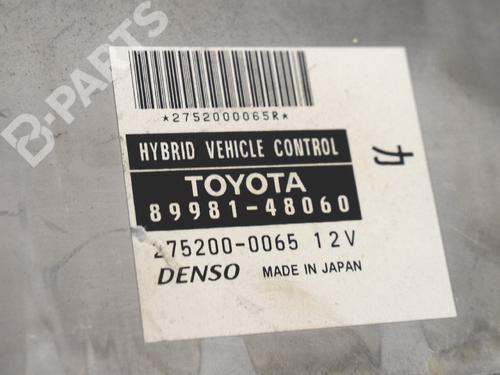 B-PARTS
*2752000065R*
HYBRID VEHICLE CONTROL
TOYOTA
89981-48060
275200-0065 12V
DENSO MADE IN JAPAN
カ